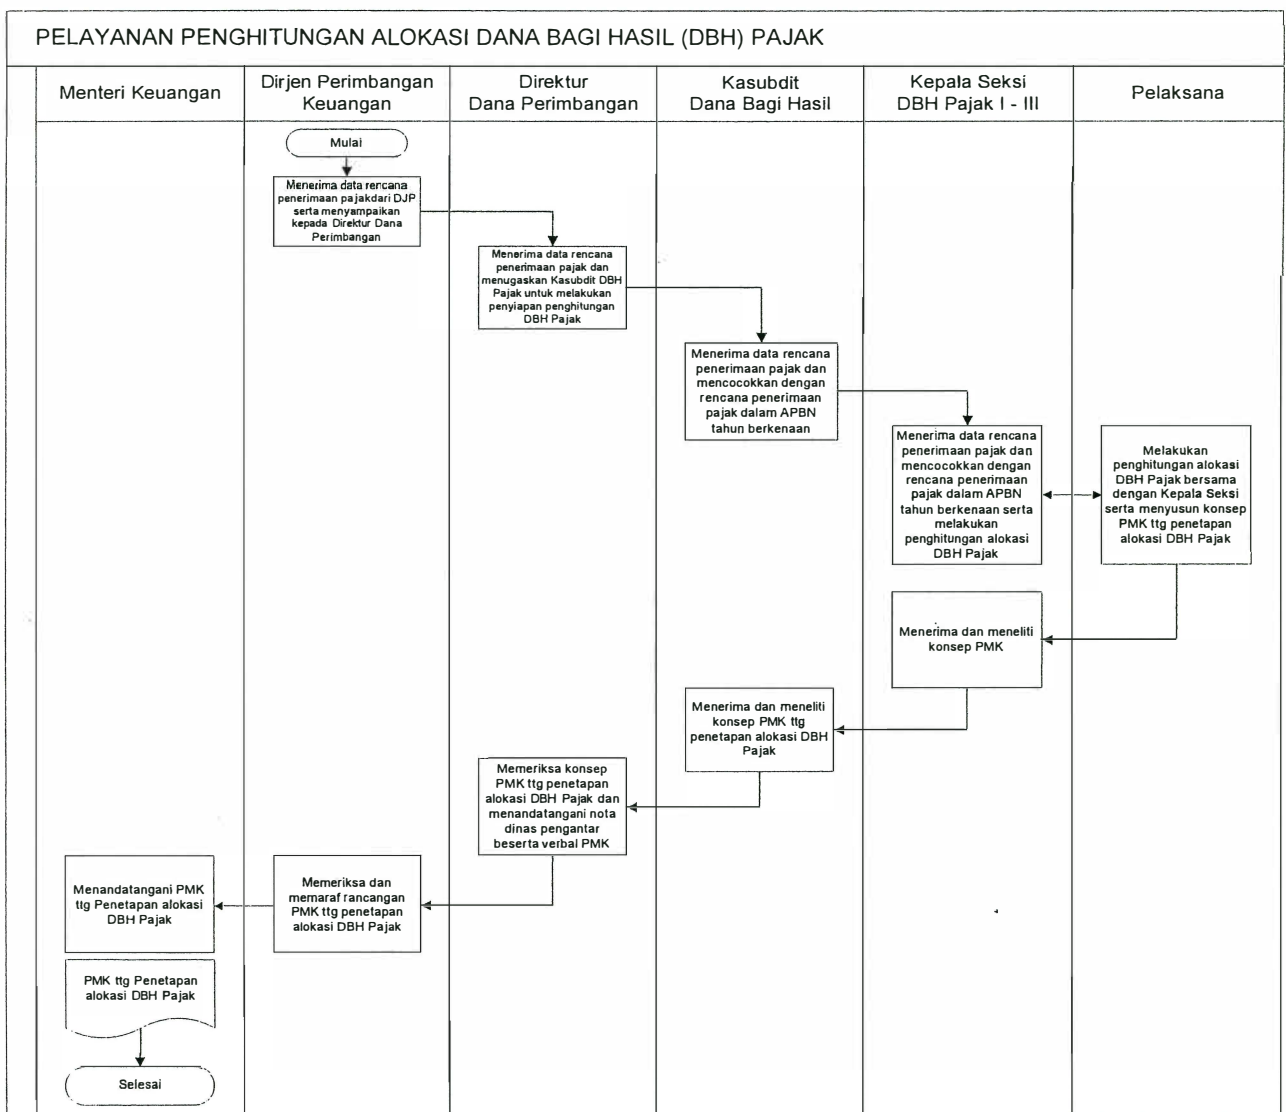 PELAYANAN PENGHITUNGAN ALOKASI DANA BAGI HASIL (DBH) PAJAK
Menteri Keuangan
Dirjen Perimbangan
Keuangan
Direktur
Dana Perimbangan
Kasubdit
Dana Bagi Hasil
Kepala Seksi
DBH Pajak I - III
Pelaksana
Mulai
Menerima data rencana
penerimaan pajakdari DJP
serta menyampaikan
kepada Direktur Dana
Perimbangan
Menerima data rencana
penerimaan pajak dan
menugaskan Kasubdit DBH
Pajak untuk melakukan
penyiapan penghitungan
DBH Pajak
Menerima data rencana
penerimaan pajak dan
mencocokkan dengan
rencana penerimaan
pajak dalam APBN
tahun berkenaan
Menerima data rencana
penerimaan pajak dan
mencocokkan dengan
rencana penerimaan
pajak dalam APBN
tahun berkenaan serta
melakukan
penghitungan alokasi
DBH Pajak
Melakukan
penghitungan alokasi
DBH Pajak bersama
dengan Kepala Seksi
serta menyusun konsep
PMK ttg penetapan
alokasi DBH Pajak
Menerima dan meneliti
konsep PMK
Menerima dan meneliti
konsep PMK ttg
penetapan alokasi DBH
Pajak
Memeriksa konsep
PMK ttg penetapan
alokasi DBH Pajak dan
menandatangani nota
dinas pengantar
beserta verbal PMK
Memeriksa dan
memaraf rancangan
PMK ttg penetapan
alokasi DBH Pajak
Menandatangani PMK
ttg Penetapan alokasi
DBH Pajak
PMK ttg Penetapan
alokasi DBH Pajak
Selesai